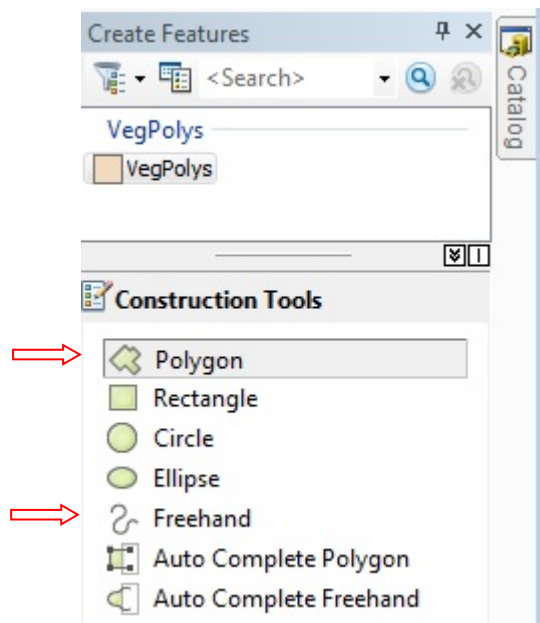 Create Features
<Search>
Catalog
VegPolys
VegPolys
Construction Tools
Polygon
Rectangle
Circle
Ellipse
Freehand
Auto Complete Polygon
Auto Complete Freehand